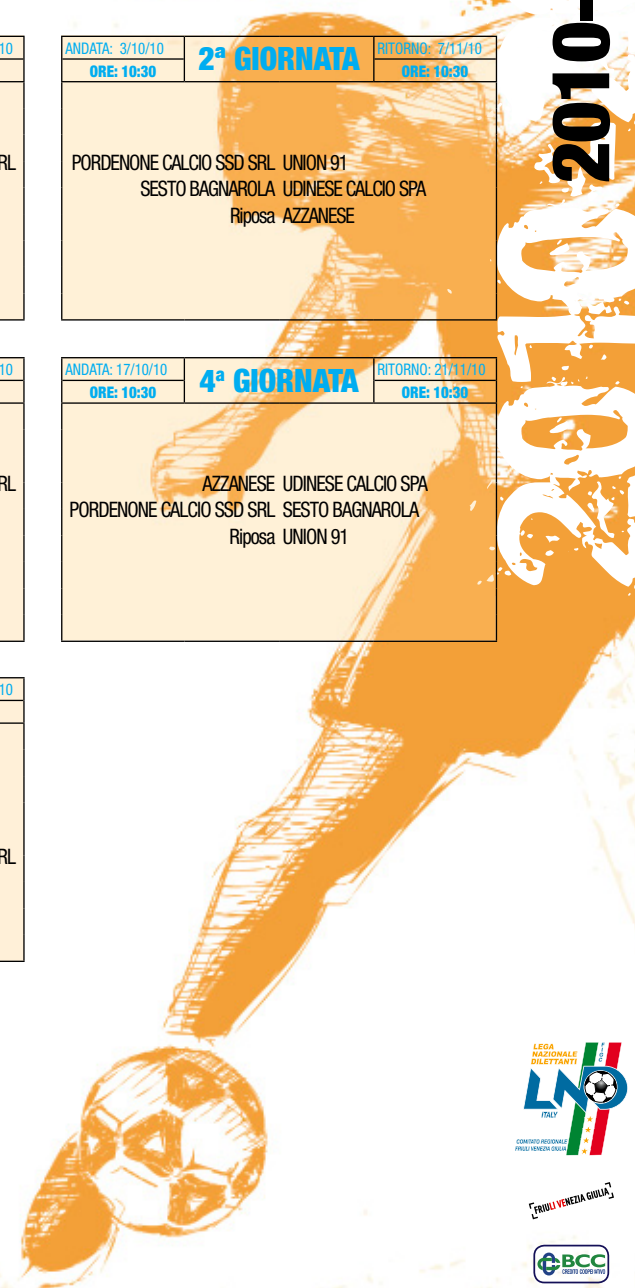 10
ANDATA: 3/10/10
ORE: 10:30
2ª GIORNATA
RITORNO: 7/11/10
ORE: 10:30
RL
PORDENONE CALCIO SSD SRL UNION 91
SESTO BAGNAROLA UDINESE CALCIO SPA
Riposa AZZANESE
10
ANDATA: 17/10/10
ORE: 10:30
4ª GIORNATA
RITORNO: 21/11/10
ORE: 10:30
RL
AZZANESE UDINESE CALCIO SPA
PORDENONE CALCIO SSD SRL SESTO BAGNAROLA
Riposa UNION 91
10
RL
2010-
2010
LEGA
NAZIONALE
DILETTANTI
FIGC
LND
ITALY
COMITATO REGIONALE
FRIULI VENEZIA GIULIA
FRIULI VENEZIA GIULIA
BCC
CREDITO COOPERATIVO